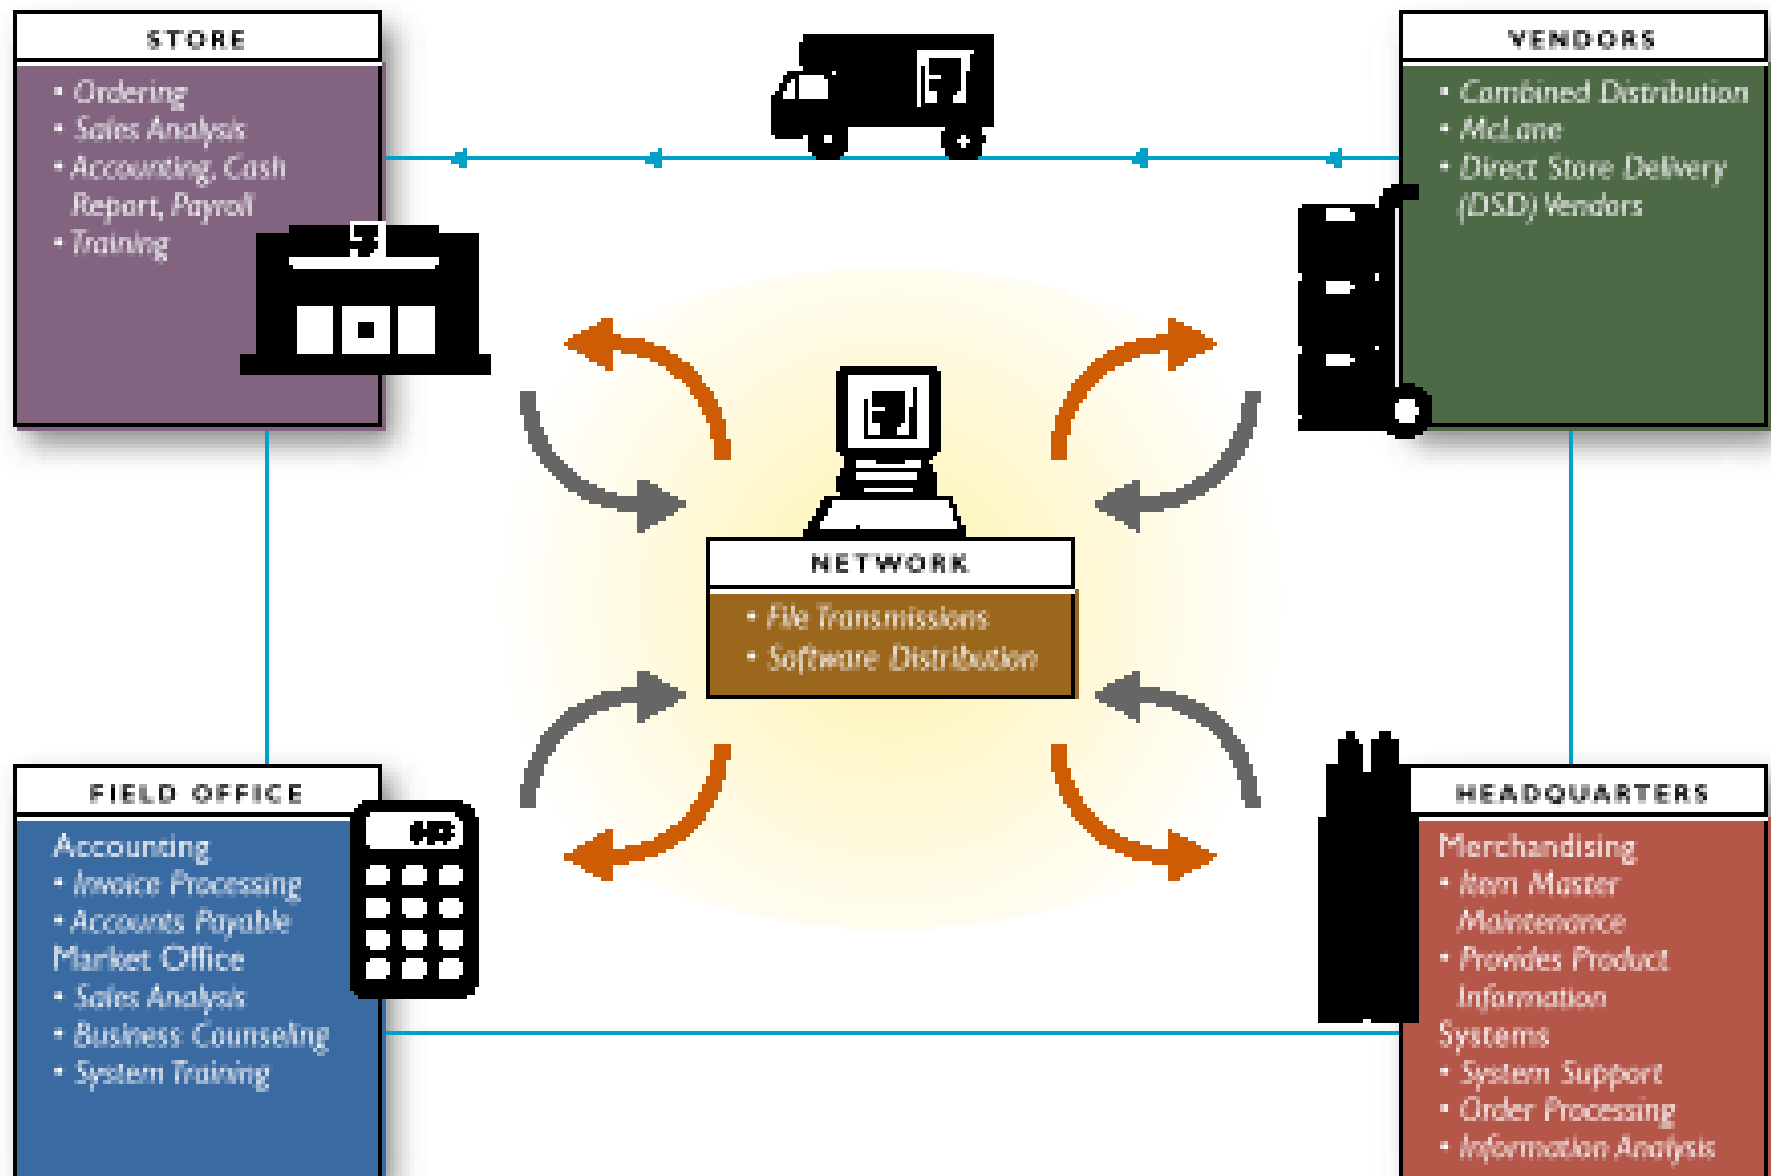 STORE
• Ordering
• Sales Analysis
• Accounting, Cash
Report, Payroll
• Training
VENDORS
• Combined Distribution
• McLane
• Direct Store Delivery
(DSD) Vendors
NETWORK
• File Transmissions
• Software Distribution
FIELD OFFICE
Accounting
• Invoice Processing
• Accounts Payable
Market Office
• Sales Analysis
• Business Counseling
• System Training
HEADQUARTERS
Merchandising
• Item Master
Maintenance
• Provides Product
Information
Systems
• System Support
• Order Processing
• Information Analysis